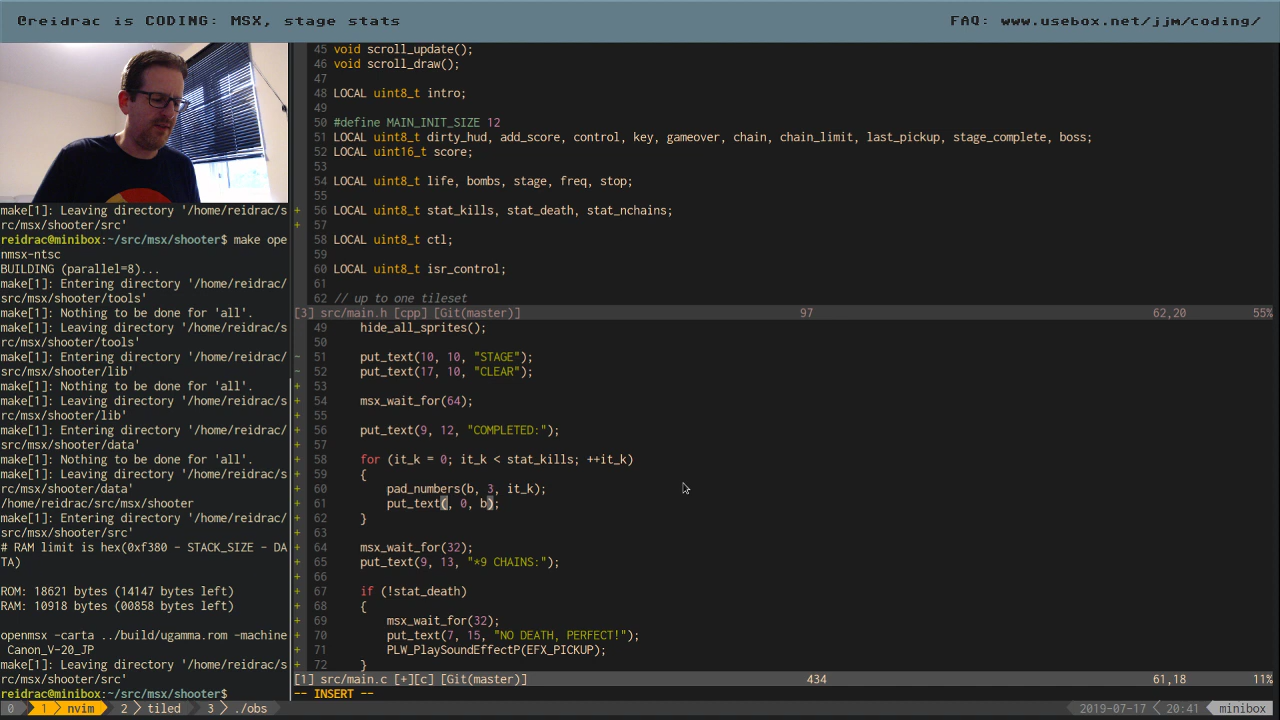 @reidrac is CODING: MSX, stage stats
FAQ: www.usebox.net/jjm/coding/
make[1]: Leaving directory '/home/reidrac/s
rc/msx/shooter/src'
reidrac@minibox:~/src/msx/shooter$ make ope
nmsx-ntsc
BUILDING (parallel=8)...
make[1]: Entering directory '/home/reidrac/
src/msx/shooter/tools'
make[1]: Nothing to be done for 'all'.
make[1]: Leaving directory '/home/reidrac/s
rc/msx/shooter/tools'
make[1]: Entering directory '/home/reidrac/
src/msx/shooter/lib'
make[1]: Nothing to be done for 'all'.
make[1]: Leaving directory '/home/reidrac/s
rc/msx/shooter/lib'
make[1]: Entering directory '/home/reidrac/
src/msx/shooter/data'
make[1]: Nothing to be done for 'all'.
make[1]: Leaving directory '/home/reidrac/s
rc/msx/shooter/data'
/home/reidrac/src/msx/shooter
make[1]: Entering directory '/home/reidrac/
src/msx/shooter/src'
# RAM limit is hex(0xf380 - STACK_SIZE - DA
TA)
ROM: 18621 bytes (14147 bytes left)
RAM: 10918 bytes (00858 bytes left)
openmsx -carta ../build/ugamma.rom -machine
Canon_V-20_JP
make[1]: Leaving directory '/home/reidrac/s
rc/msx/shooter/src'
reidrac@minibox:~/src/msx/shooter$
45 void scroll_update();
46 void scroll_draw();
47
48 LOCAL uint8_t intro;
49
50 #define MAIN_INIT_SIZE 12
51 LOCAL uint8_t dirty_hud, add_score, control, key, gameover, chain, chain_limit, last_pickup, stage_complete, boss;
52 LOCAL uint16_t score;
53
54 LOCAL uint8_t life, bombs, stage, freq, stop;
55
+ 56 LOCAL uint8_t stat_kills, stat_death, stat_nchains;
+ 57
58 LOCAL uint8_t ctl;
59
60 LOCAL uint8_t isr_control;
61
62 // up to one tileset
[3] src/main.h [cpp] [Git(master)] 97 62,20 55%
49 hide_all_sprites();
50
~ 51 put_text(10, 10, "STAGE");
~ 52 put_text(17, 10, "CLEAR");
+ 53
+ 54 msx_wait_for(64);
+ 55
+ 56 put_text(9, 12, "COMPLETED:");
+ 57
+ 58 for (it_k = 0; it_k < stat_kills; ++it_k)
+ 59 {
+ 60 pad_numbers(b, 3, it_k);
+ 61 put_text(, 0, b);
+ 62 }
+ 63
+ 64 msx_wait_for(32);
+ 65 put_text(9, 13, "*9 CHAINS:");
+ 66
+ 67 if (!stat_death)
+ 68 {
+ 69 msx_wait_for(32);
+ 70 put_text(7, 15, "NO DEATH, PERFECT!");
+ 71 PLW_PlaySoundEffectP(EFX_PICKUP);
+ 72 }
[1] src/main.c [+][c] [Git(master)] 434 61,18 11%
-- INSERT --
0 1 nvim 2 tiled 3 ./obs 2019-07-17 20:41 minibox